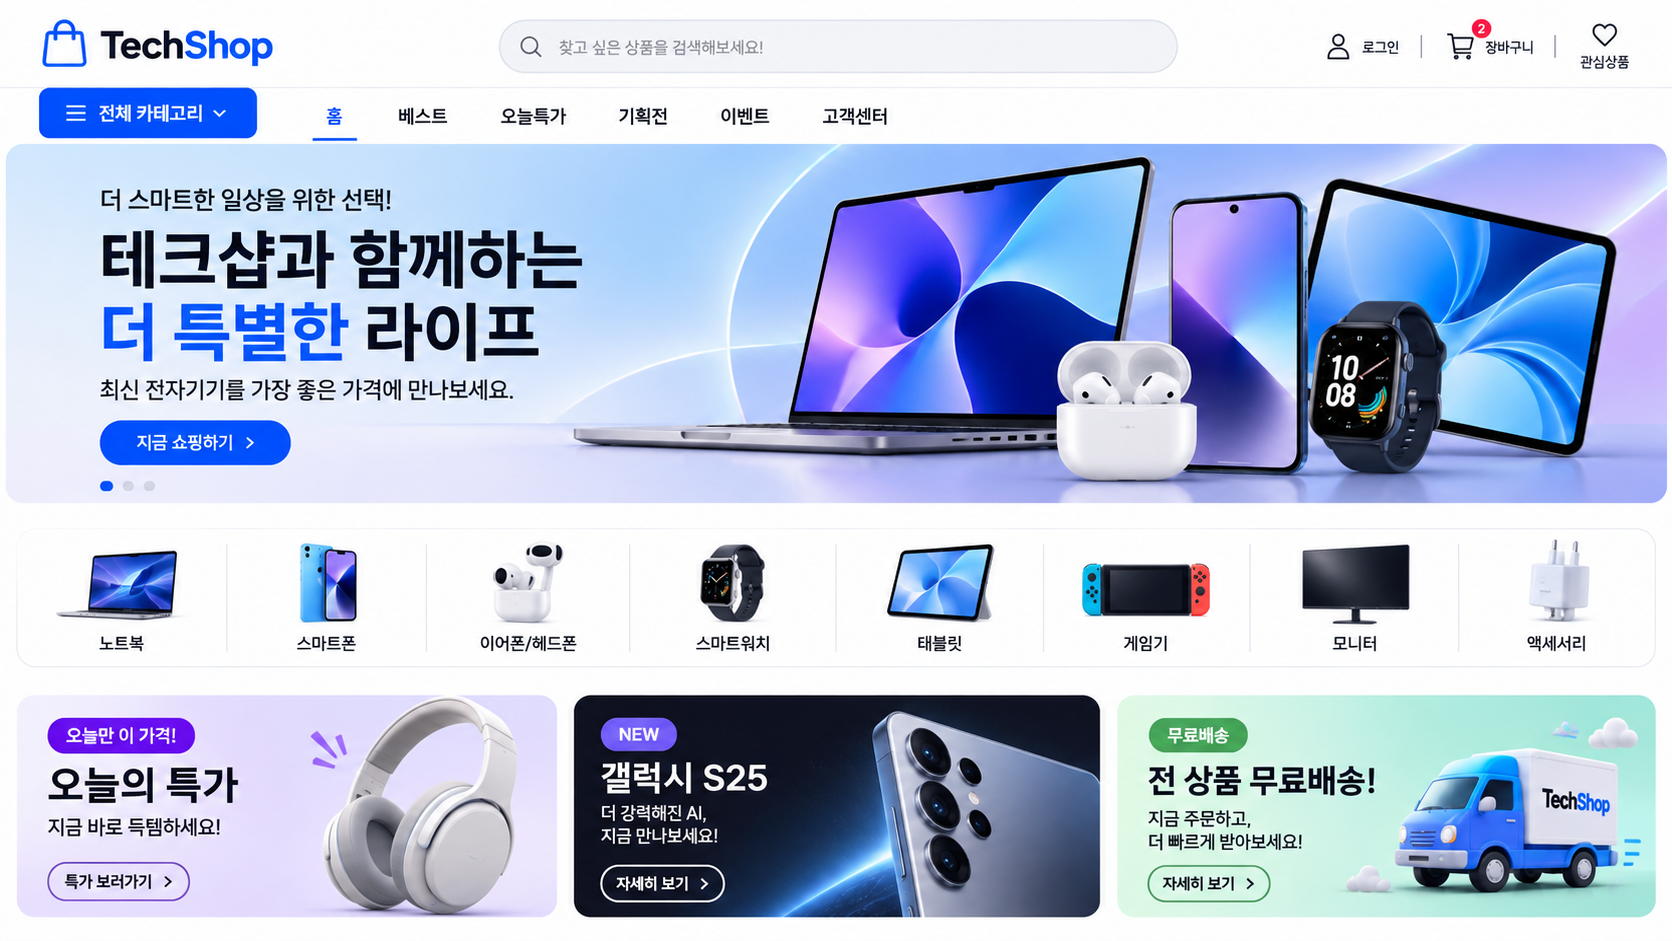 TechShop
찾고 싶은 상품을 검색해보세요!
로그인
2
장바구니
관심상품
전체 카테고리
홈
베스트
오늘특가
기획전
이벤트
고객센터
더 스마트한 일상을 위한 선택!
테크샵과 함께하는
더 특별한 라이프
최신 전자기기를 가장 좋은 가격에 만나보세요.
지금 쇼핑하기
10
08
노트북
스마트폰
이어폰/헤드폰
스마트워치
태블릿
게임기
모니터
액세서리
오늘만 이 가격!
오늘의 특가
지금 바로 득템하세요!
특가 보러가기
NEW
갤럭시 S25
더 강력해진 AI,
지금 만나보세요!
자세히 보기
무료배송
전 상품 무료배송!
지금 주문하고,
더 빠르게 받아보세요!
자세히 보기
TechShop